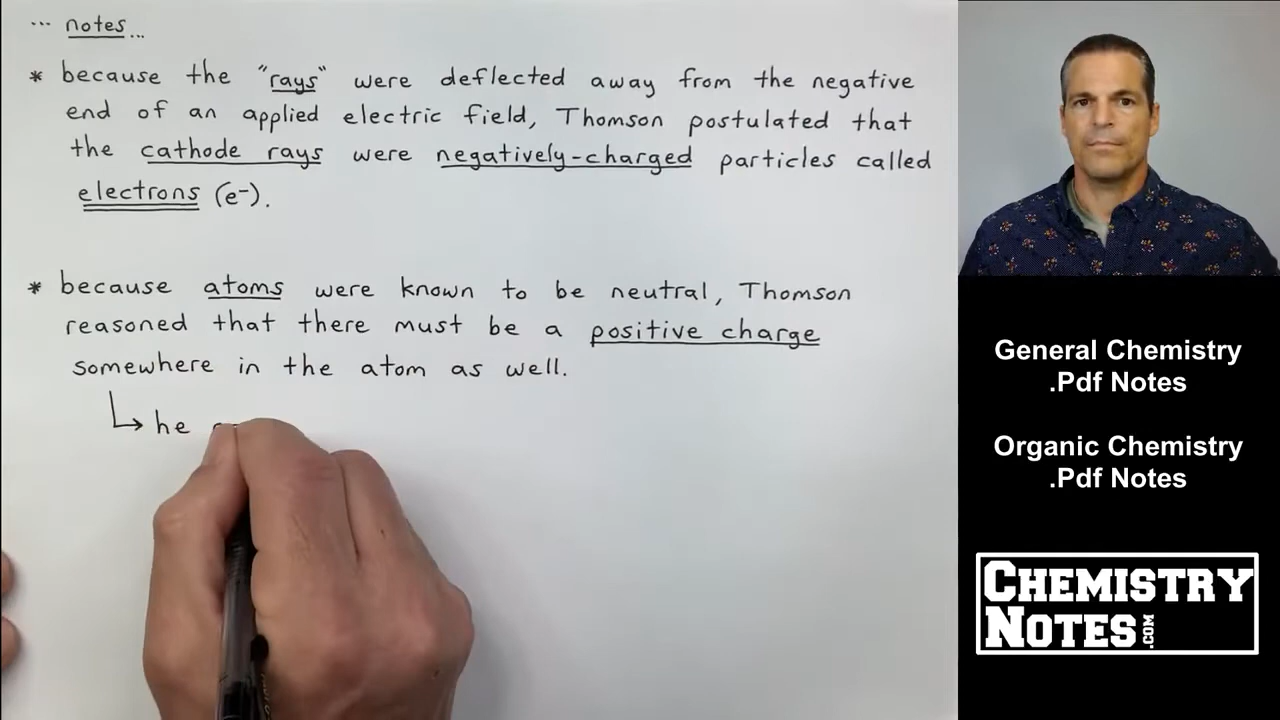 ... notes...
* because the "rays" were deflected away from the negative
end of an applied electric field, Thomson postulated that
the cathode rays were negatively-charged particles called
electrons (e-).
* because atoms were known to be neutral, Thomson
reasoned that there must be a positive charge
somewhere in the atom as well.
↳ he
General Chemistry
.Pdf Notes
Organic Chemistry
.Pdf Notes
CHEMISTRY
NOTES.COM